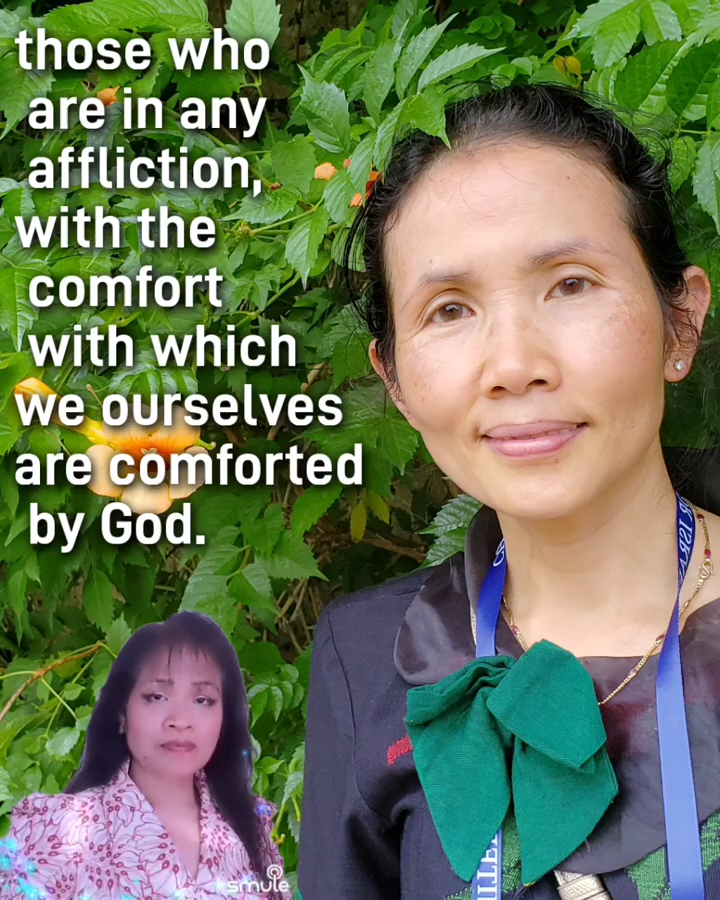 those who
are in any
affliction,
with the
comfort
with which
we ourselves
are comforted
by God.
smule